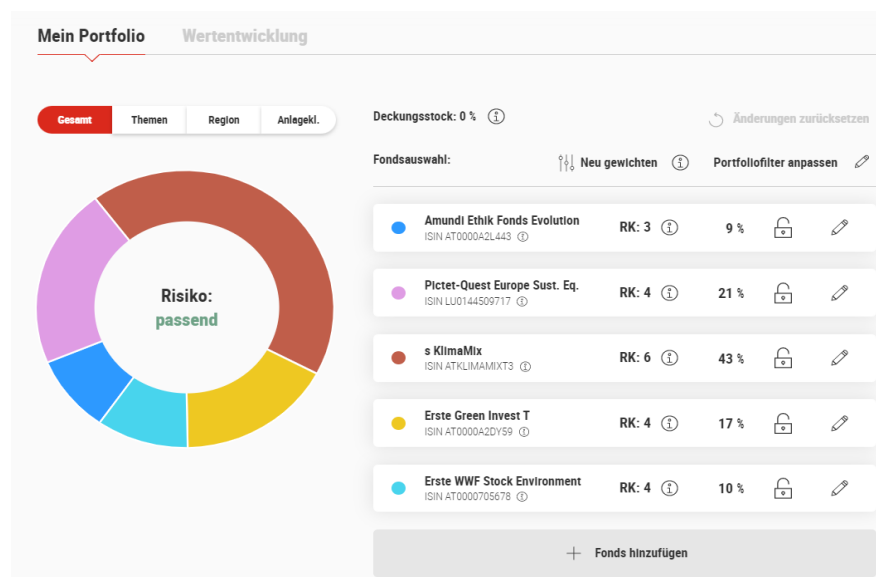 Mein Portfolio Wertentwicklung
Gesamt Themen Region Anlagekl.
Deckungsstock: 0 %
Änderungen zurücksetzen
Fondsauswahl: Neu gewichten Portfoliofilter anpassen
Risiko:
passend
Amundi Ethik Fonds Evolution RK: 3 9 %
ISIN AT0000A2L443
Pictet-Quest Europe Sust. Eq. RK: 4 21 %
ISIN LU0144509717
s KlimaMix RK: 6 43 %
ISIN ATKLIMAMIXT3
Erste Green Invest T RK: 4 17 %
ISIN AT0000A2DY59
Erste WWF Stock Environment RK: 4 10 %
ISIN AT0000705678
Fonds hinzufügen